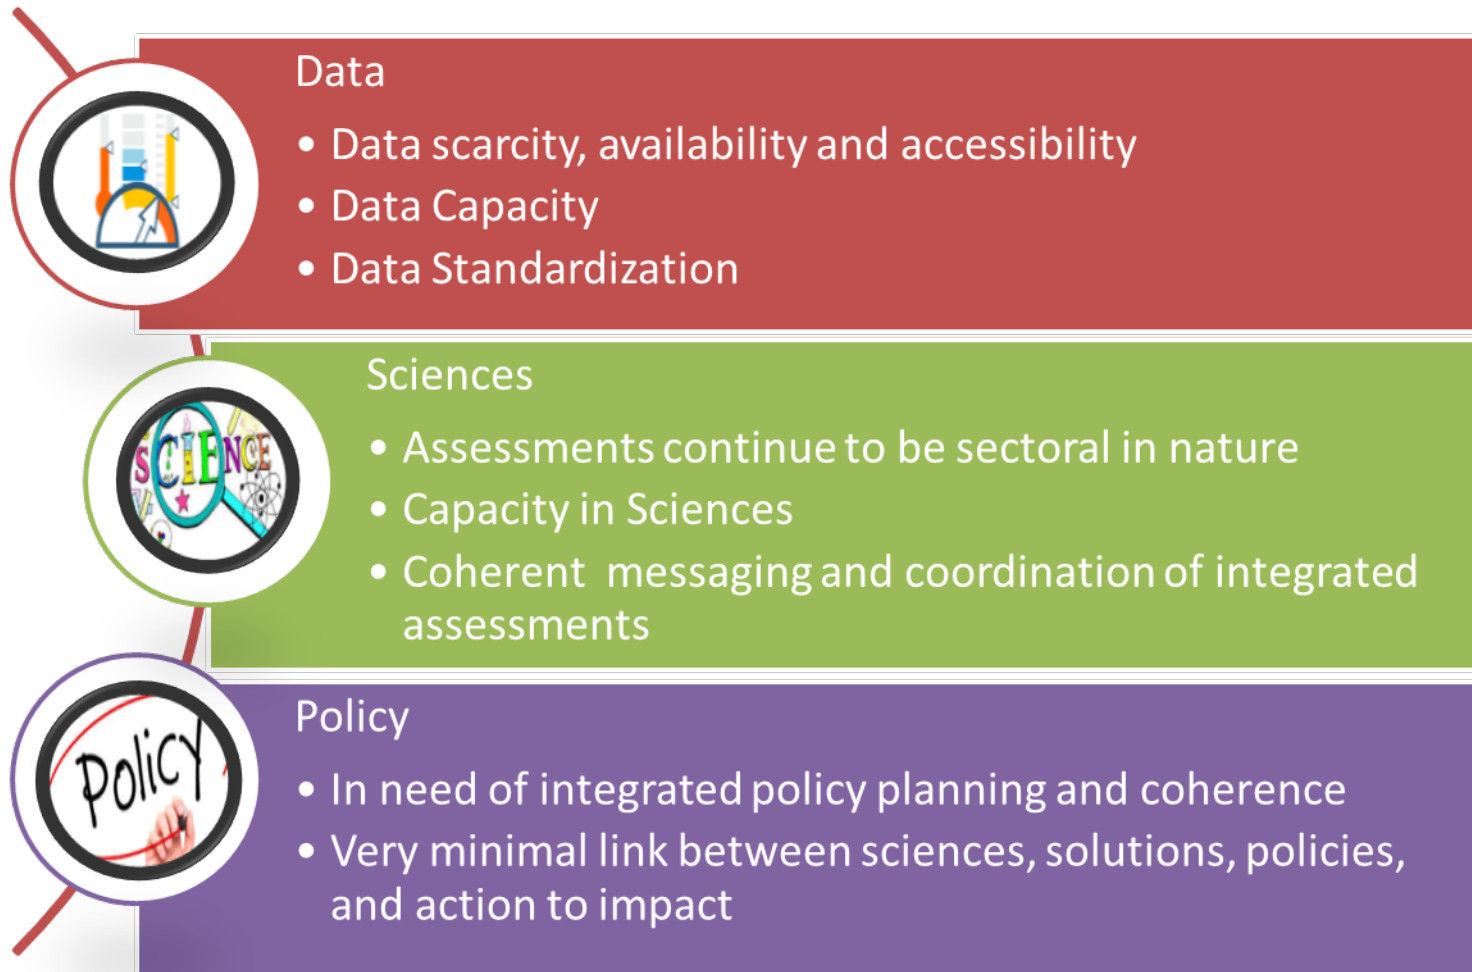 Data
• Data scarcity, availability and accessibility
• Data Capacity
• Data Standardization
SCIENCE
Sciences
• Assessments continue to be sectoral in nature
• Capacity in Sciences
• Coherent  messaging and coordination of integrated
assessments
Policy
Policy
• In need of integrated policy planning and coherence
• Very minimal link between sciences, solutions, policies,
and action to impact